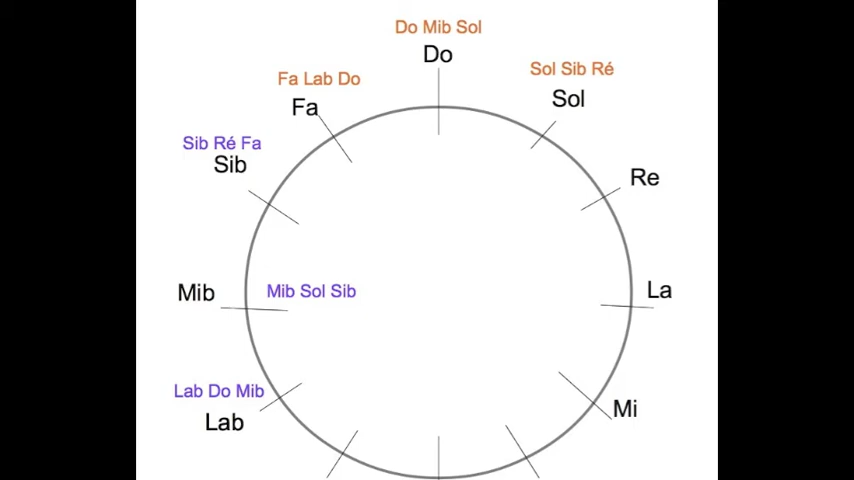 Do Mib Sol
Do
Sol Sib Ré
Sol
Fa Lab Do
Fa
Sib Ré Fa
Sib
Re
Mib
Mib Sol Sib
La
Lab Do Mib
Lab
Mi